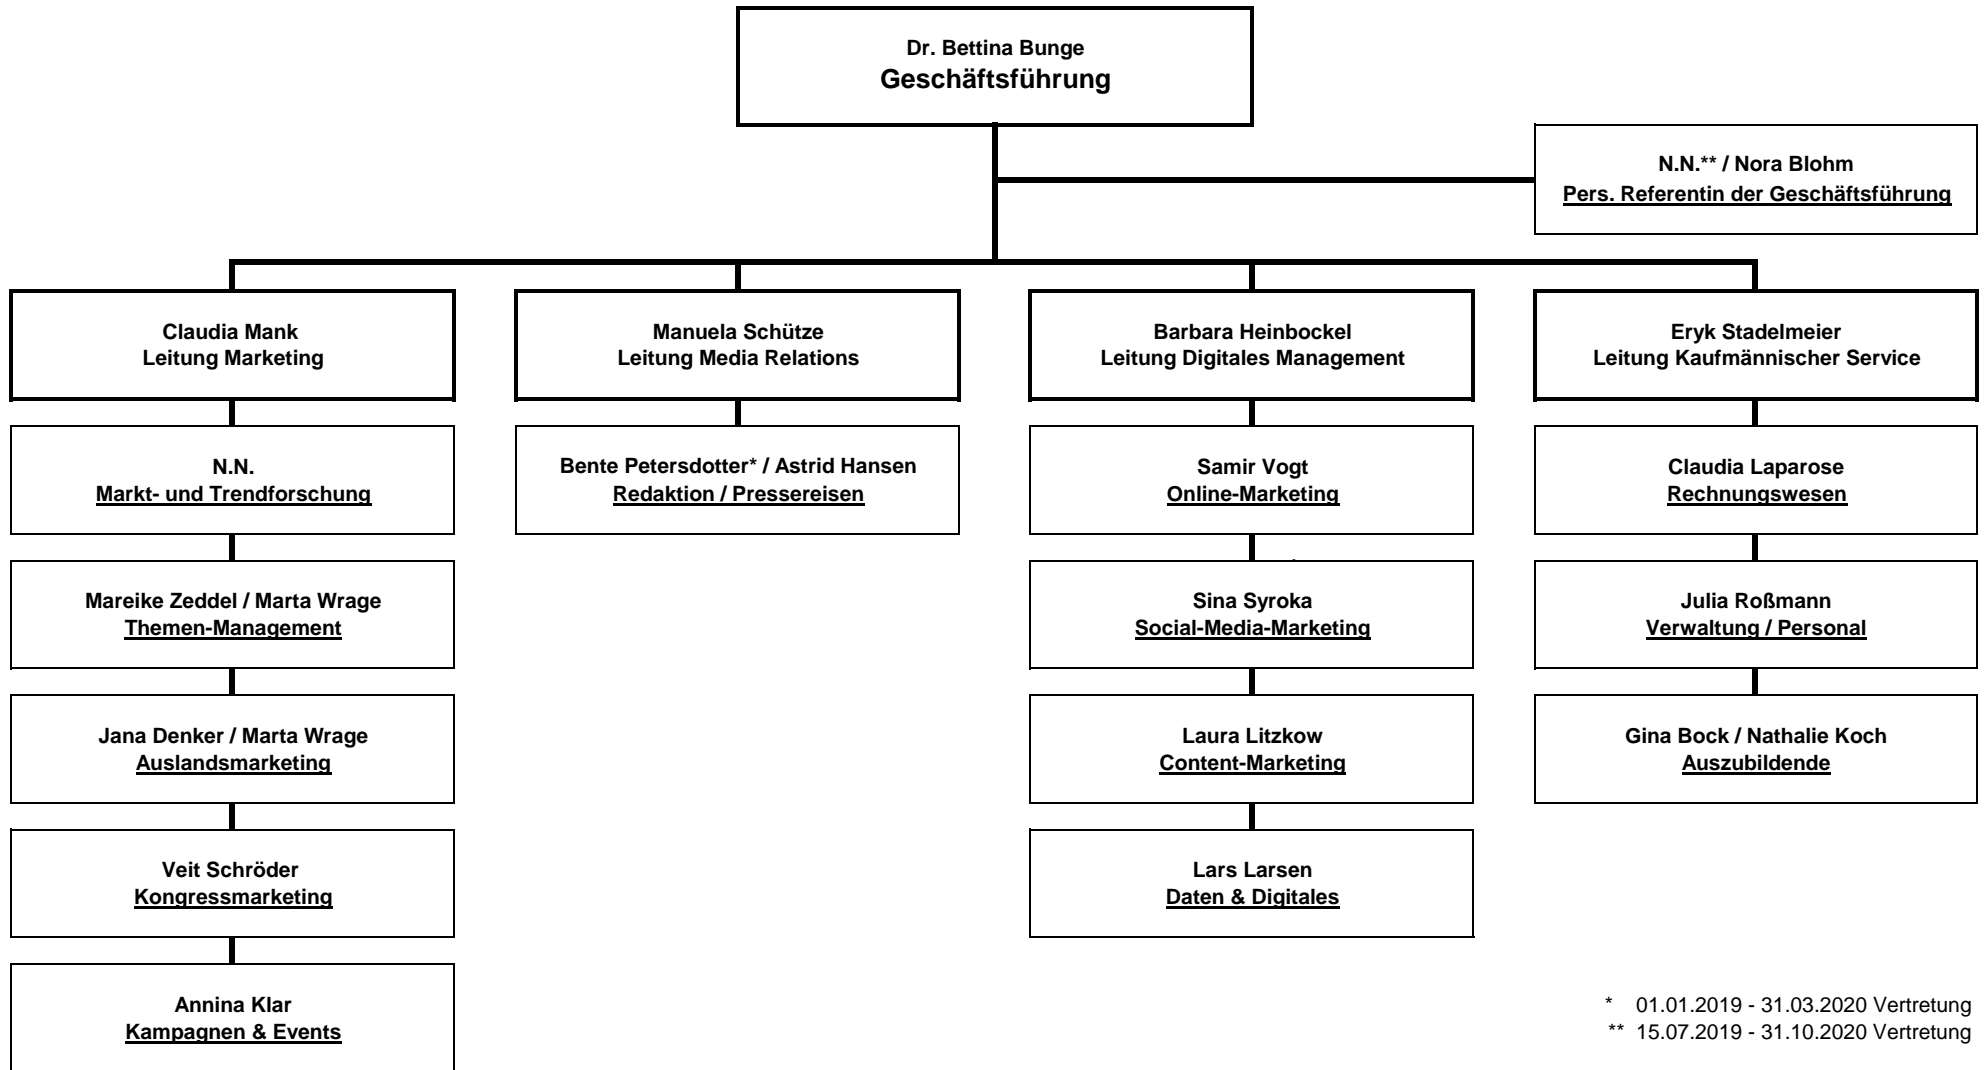 Dr. Bettina Bunge
Geschäftsführung
N.N.** / Nora Blohm
Pers. Referentin der Geschäftsführung
Claudia Mank
Leitung Marketing
Manuela Schütze
Leitung Media Relations
Barbara Heinbockel
Leitung Digitales Management
Eryk Stadelmeier
Leitung Kaufmännischer Service
N.N.
Markt- und Trendforschung
Bente Petersdotter* / Astrid Hansen
Redaktion / Pressereisen
Samir Vogt
Online-Marketing
Claudia Laparose
Rechnungswesen
Mareike Zeddel / Marta Wrage
Themen-Management
Sina Syroka
Social-Media-Marketing
Julia Roßmann
Verwaltung / Personal
Jana Denker / Marta Wrage
Auslandsmarketing
Laura Litzkow
Content-Marketing
Gina Bock / Nathalie Koch
Auszubildende
Veit Schröder
Kongressmarketing
Lars Larsen
Daten & Digitales
Annina Klar
Kampagnen & Events
* 01.01.2019 - 31.03.2020 Vertretung
** 15.07.2019 - 31.10.2020 Vertretung